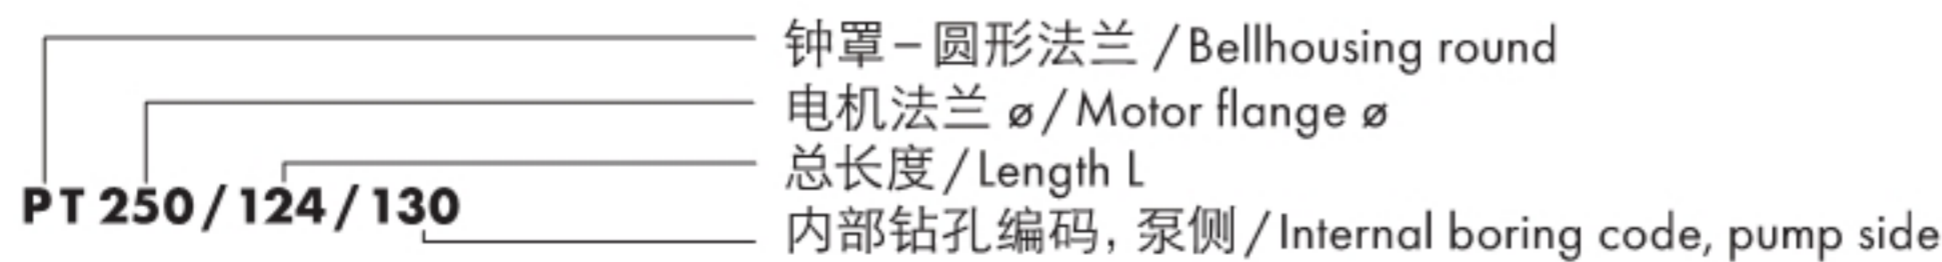 钟罩–圆形法兰 /Bellhousing round
电机法兰 ø/Motor flange ø
总长度/Length L
PT 250/124/130
内部钻孔编码, 泵侧/Internal boring code, pump side